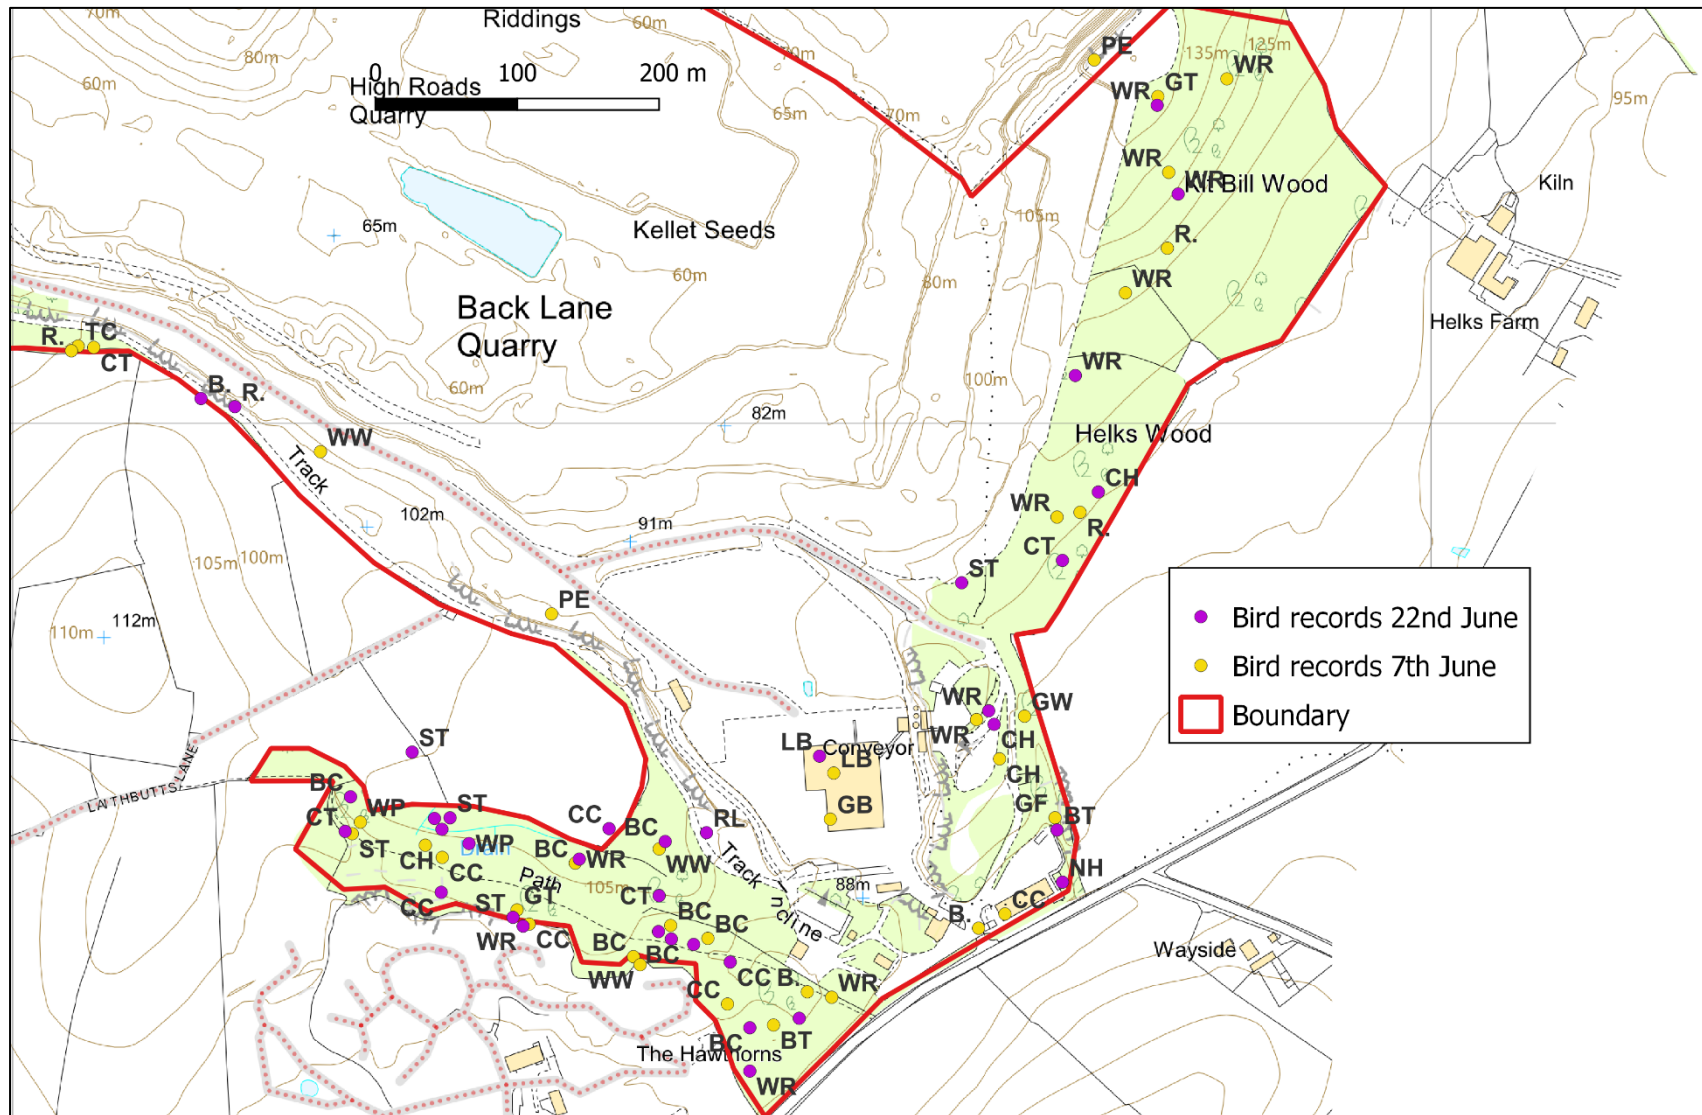 70m
Riddings
60m
80m
60m
0 100 200 m
High Roads
Quarry
70m
60m
65m
70m
PE
135m
125m
WR
GT
WR
95m
WR
WR
Kit Bill Wood
Kiln
105m
65m
Kellet Seeds
60m
80m
R.
WR
Back Lane
Quarry
Helks Farm
R.
TC
CT
60m
100m
WR
B.
R.
82m
WW
Helks Wood
Track
CH
WR
R.
102m
91m
CT
ST
105m
100m
PE
112m
110m
Bird records 22nd June
Bird records 7th June
Boundary
WR
GW
WR
CH
ST
LB
Conveyor
LB
CH
LAITHBUTTS LANE
BC
WP
CT
ST
ST
CC
BC
RL
GB
GF
BT
WP
Drain
CH
CC
BC
WR
WW
Track
Path
105m
CT
88m
NH
CC
ST
GT
WR
CC
BC
BC
Incline
B.
CC
BC
BC
WW
Wayside
CC
B.
WR
CC
BC
BT
The Hawthorns
WR